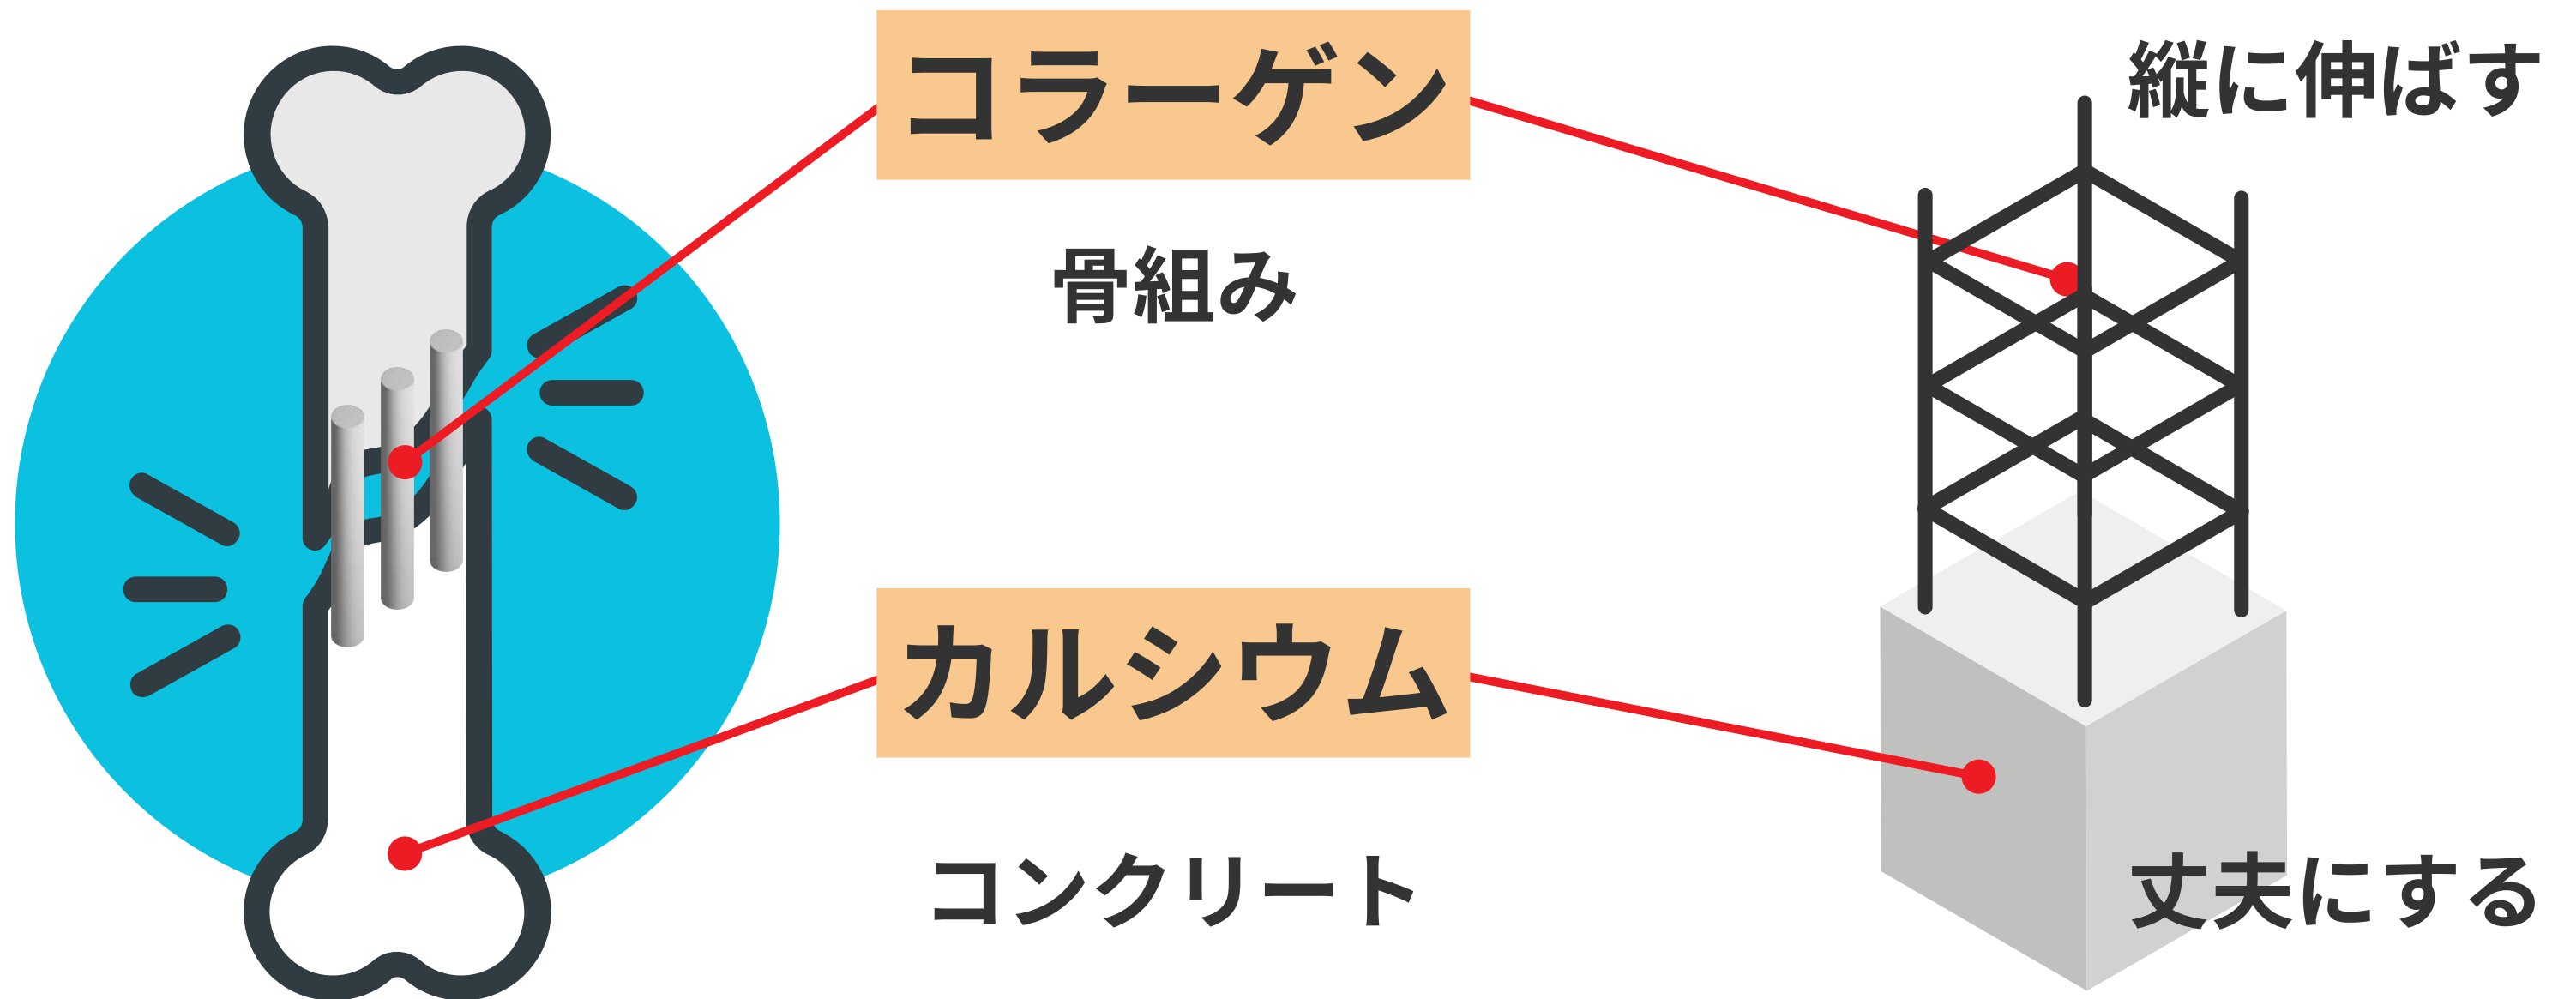 コラーゲン
縦に伸ばす
骨組み
カルシウム
コンクリート
丈夫にする